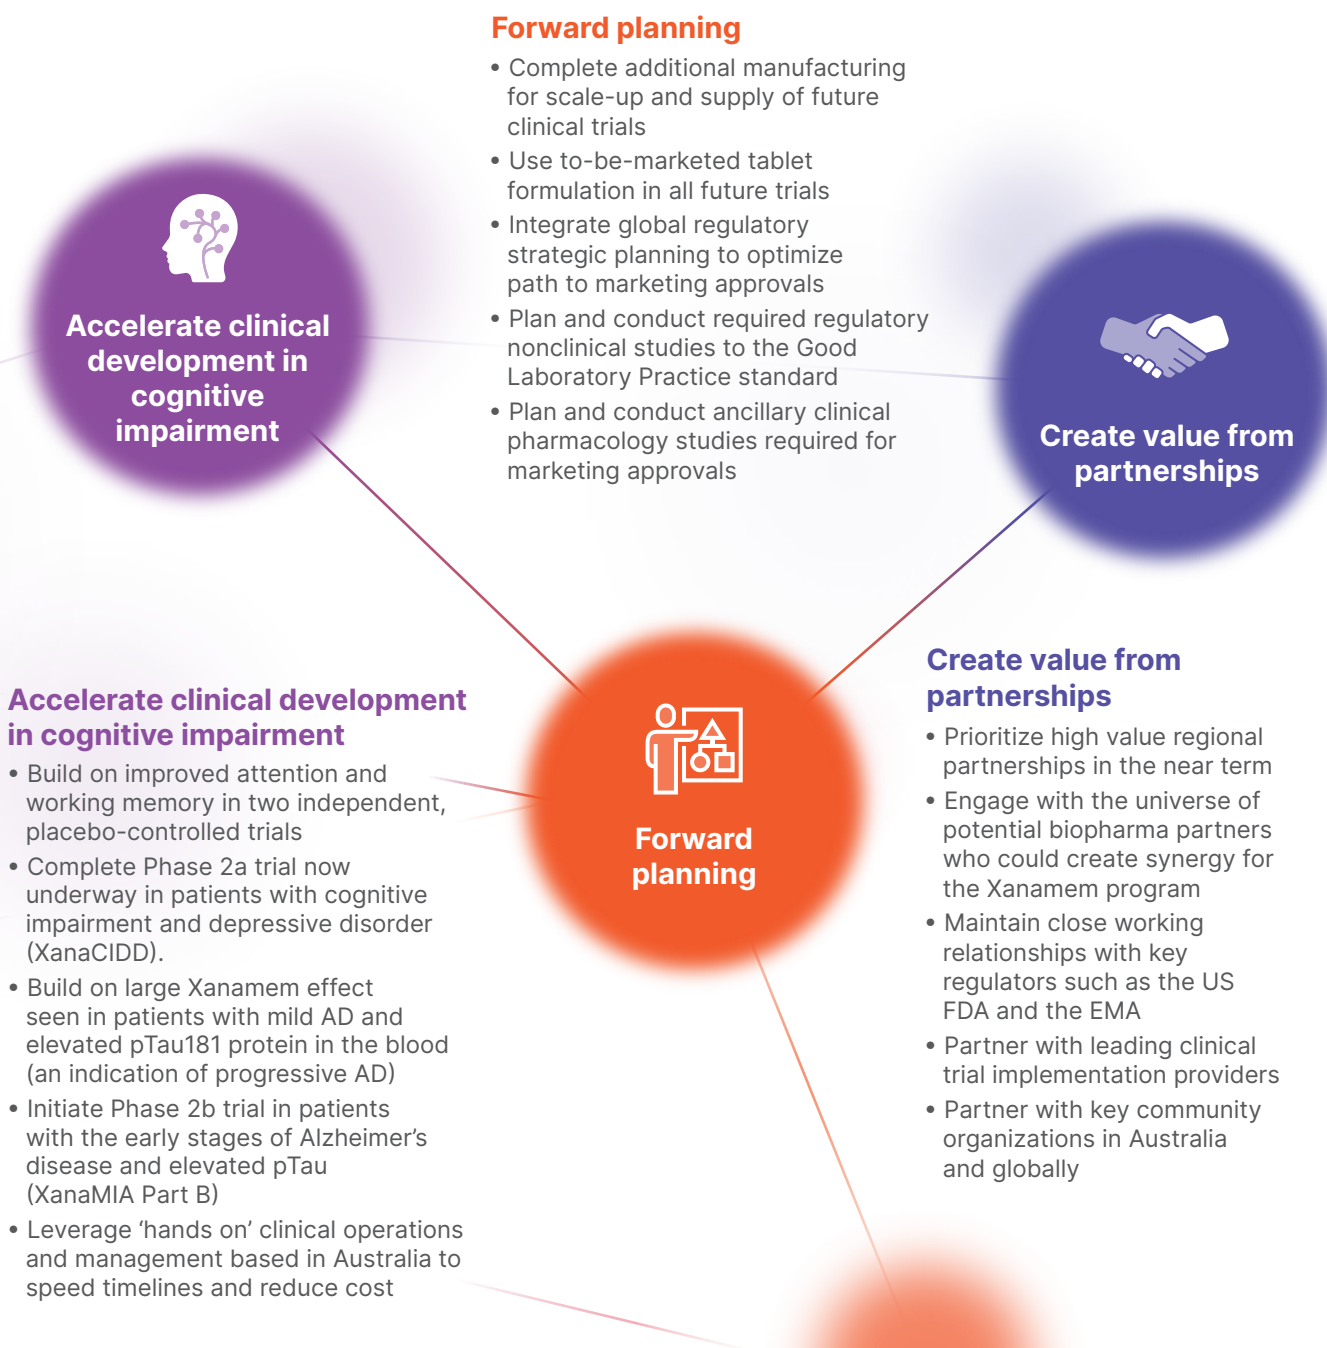 Forward planning
• Complete additional manufacturing
for scale-up and supply of future
clinical trials
• Use to-be-marketed tablet
formulation in all future trials
• Integrate global regulatory
strategic planning to optimize
path to marketing approvals
• Plan and conduct required regulatory
nonclinical studies to the Good
Laboratory Practice standard
• Plan and conduct ancillary clinical
pharmacology studies required for
marketing approvals
Accelerate clinical
development in
cognitive
impairment
Create value from
partnerships
Forward
planning
Accelerate clinical development
in cognitive impairment
• Build on improved attention and
working memory in two independent,
placebo-controlled trials
• Complete Phase 2a trial now
underway in patients with cognitive
impairment and depressive disorder
(XanaCIDD).
• Build on large Xanamem effect
seen in patients with mild AD and
elevated pTau181 protein in the blood
(an indication of progressive AD)
• Initiate Phase 2b trial in patients
with the early stages of Alzheimer’s
disease and elevated pTau
(XanaMIA Part B)
• Leverage ‘hands on’ clinical operations
and management based in Australia to
speed timelines and reduce cost
Create value from
partnerships
• Prioritize high value regional
partnerships in the near term
• Engage with the universe of
potential biopharma partners
who could create synergy for
the Xanamem program
• Maintain close working
relationships with key
regulators such as the US
FDA and the EMA
• Partner with leading clinical
trial implementation providers
• Partner with key community
organizations in Australia
and globally